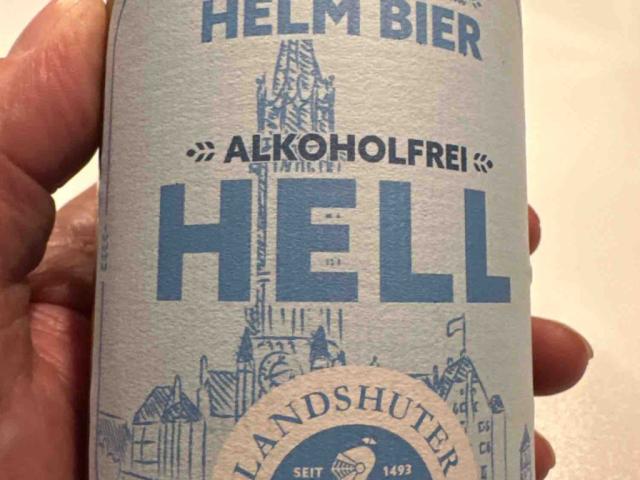 HELM BIER
ALKOHOLFREI
HELL
LANDSHUTER
SEIT 1493